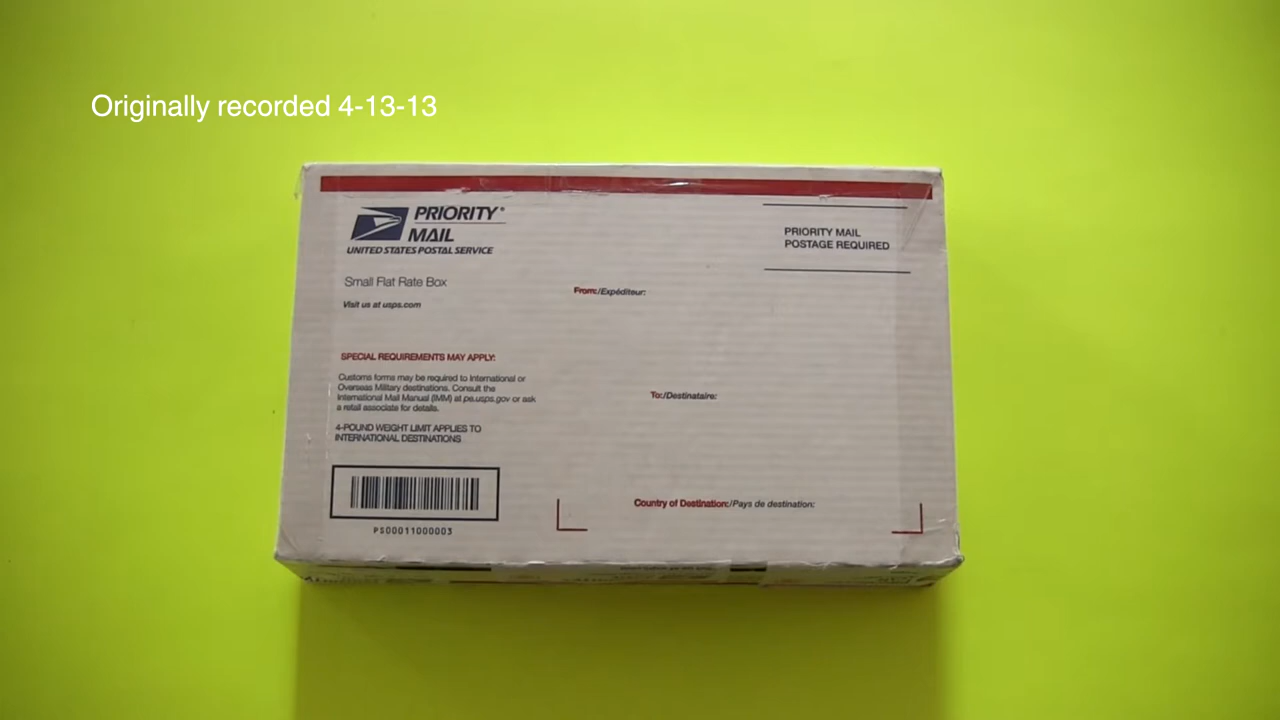 Originally recorded 4-13-13
PRIORITY®
MAIL
UNITED STATES POSTAL SERVICE
Small Flat Rate Box
Visit us at usps.com
PRIORITY MAIL
POSTAGE REQUIRED
From:/Expéditeur:
SPECIAL REQUIREMENTS MAY APPLY:
Customs forms may be required to International or
Overseas Military destinations. Consult the
International Mail Manual (IMM) at pe.usps.gov or ask
a retail associate for details.
4-POUND WEIGHT LIMIT APPLIES TO
INTERNATIONAL DESTINATIONS
To:/Destinataire:
Country of Destination:/Pays de destination:
PS00011000003